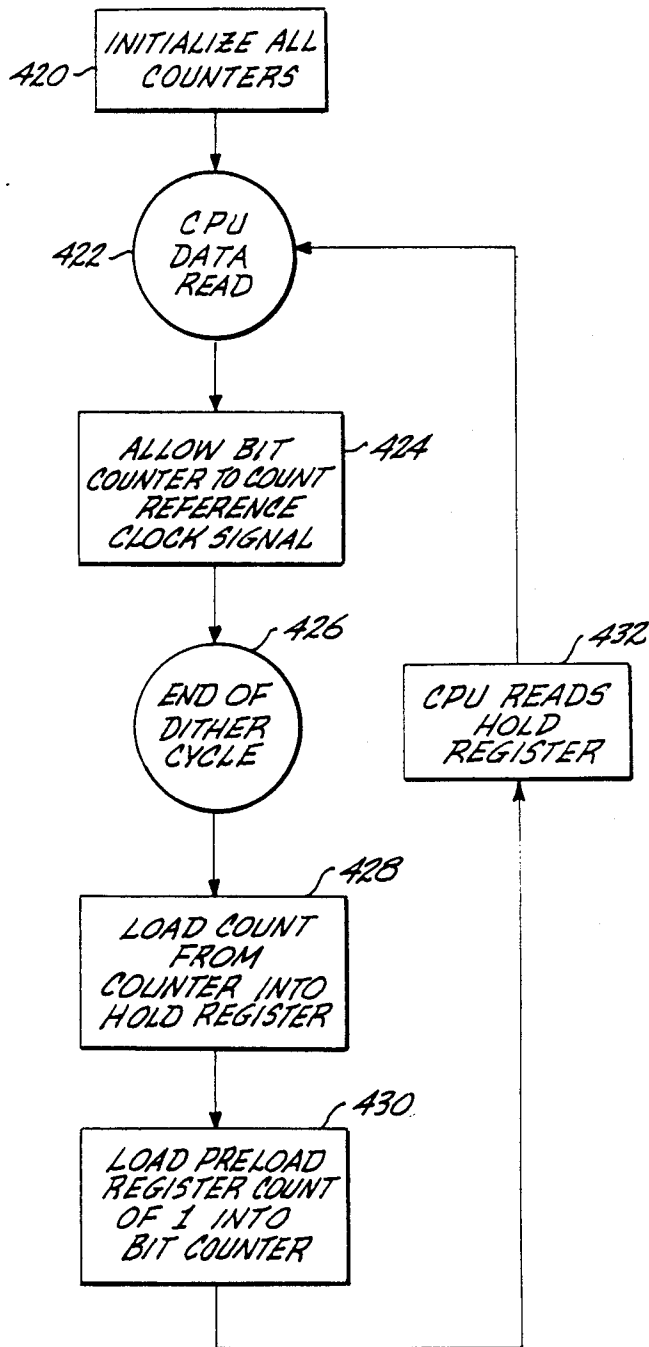 INITIALIZE ALL
COUNTERS
420
CPU
DATA
READ
422
ALLOW BIT
COUNTER TO COUNT
REFERENCE
CLOCK SIGNAL
424
426
END OF
DITHER
CYCLE
432
CPU READS
HOLD
REGISTER
428
LOAD COUNT
FROM
COUNTER INTO
HOLD REGISTER
430
LOAD PRELOAD
REGISTER COUNT
OF 1 INTO
BIT COUNTER